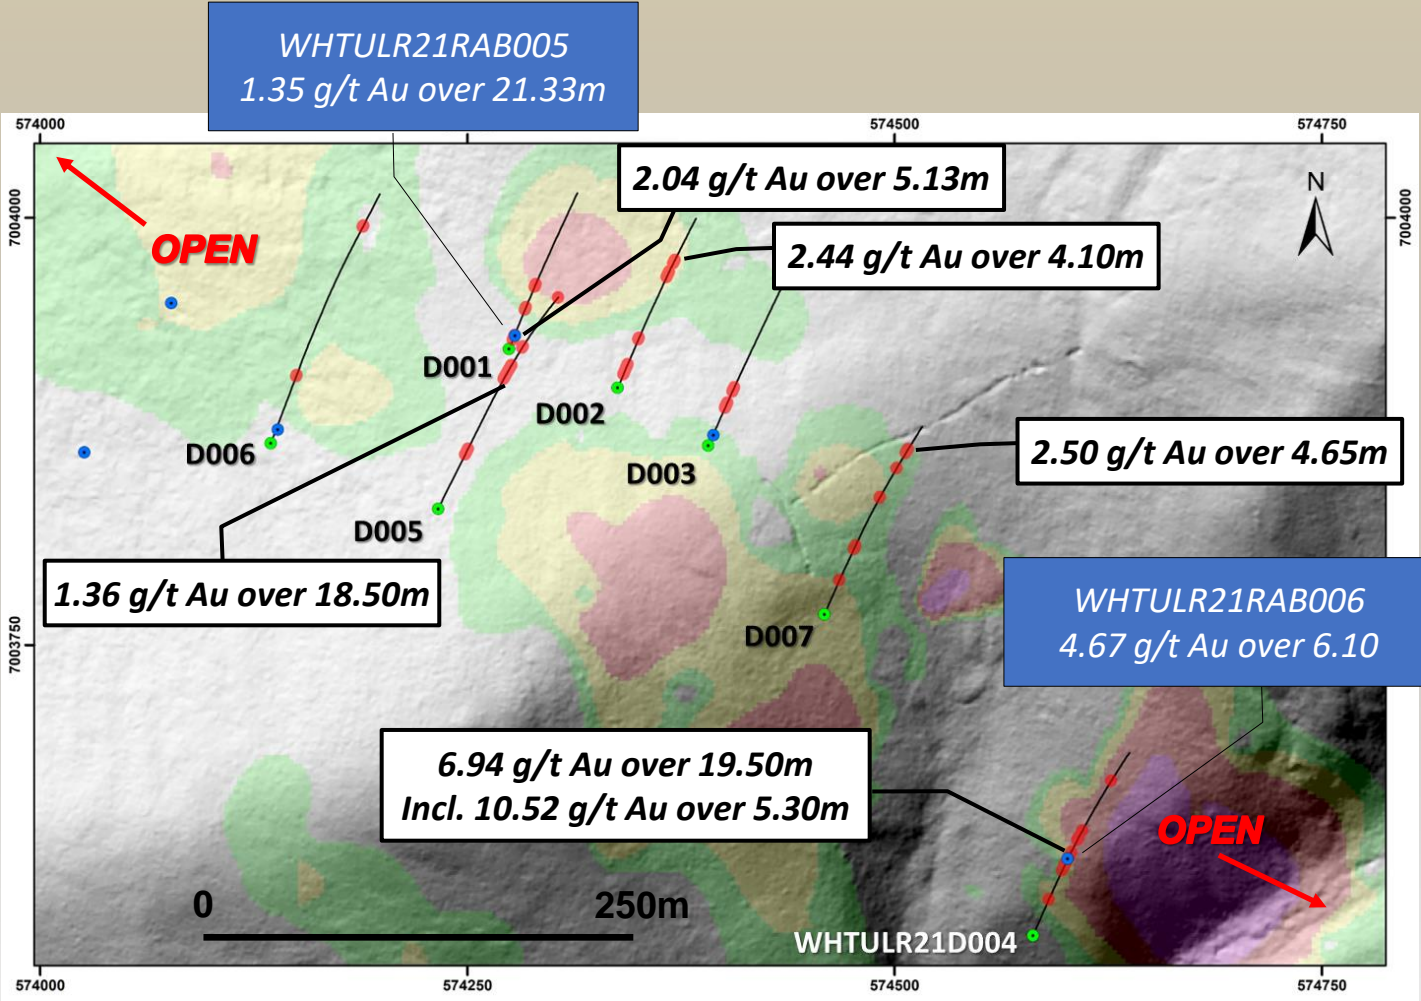 WHTULR21RAB005
1.35 g/t Au over 21.33m
574000
574500
574750
2.04 g/t Au over 5.13m
N
7004000
7004000
OPEN
2.44 g/t Au over 4.10m
D001
D002
D006
D003
2.50 g/t Au over 4.65m
D005
1.36 g/t Au over 18.50m
WHTULR21RAB006
4.67 g/t Au over 6.10
D007
7003750
6.94 g/t Au over 19.50m
Incl. 10.52 g/t Au over 5.30m
OPEN
0
250m
WHTULR21D004
574000
574250
574500
574750